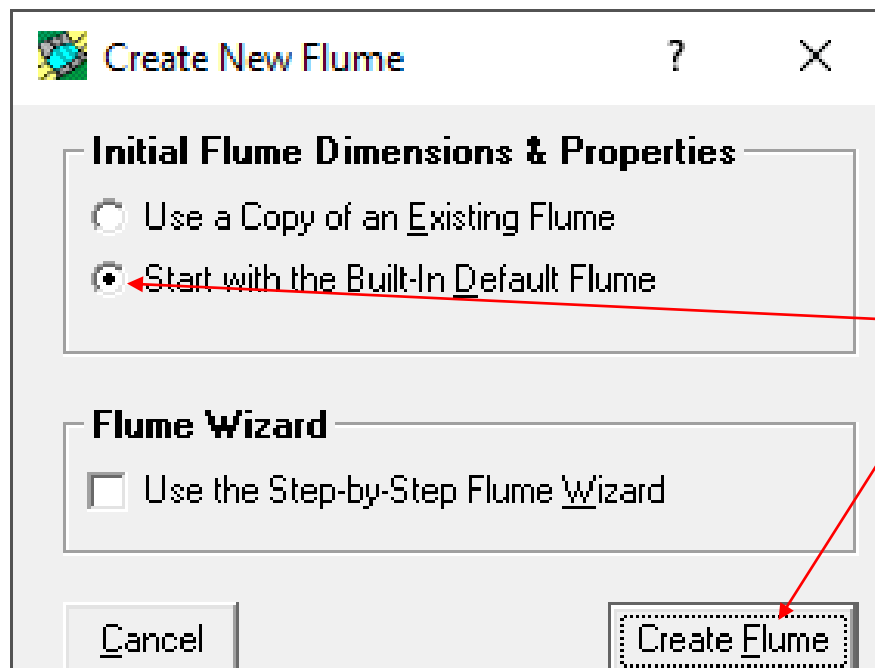 Create New Flume ?
Initial Flume Dimensions & Properties
Use a Copy of an Existing Flume
Start with the Built-In Default Flume
Flume Wizard
Use the Step-by-Step Flume Wizard
Cancel Create Flume